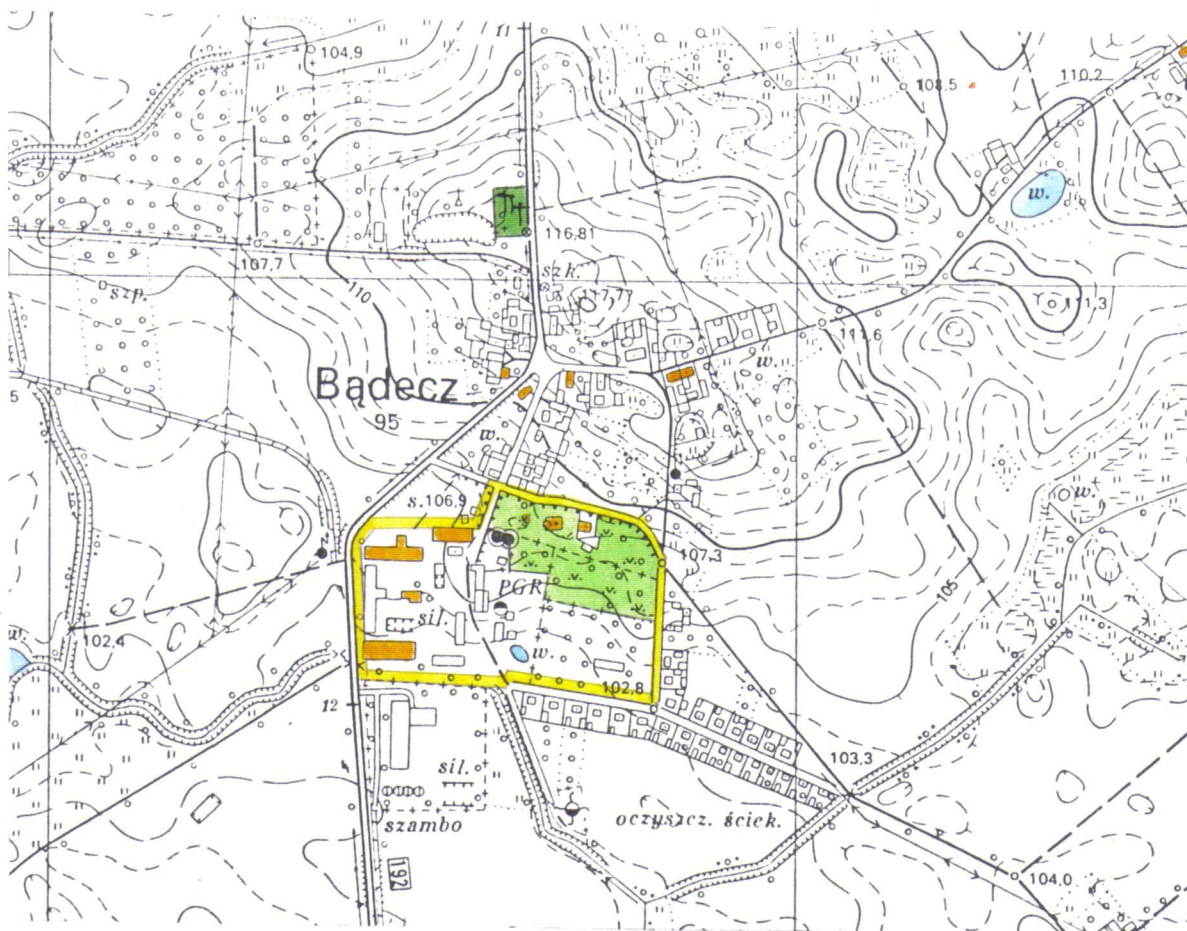 11
104,9
110,2
108,5
w.
116,81
szk.
107,7
szp.
110
111,3
111,6
w.
Bądecz
95
5
w.
w.
s. 106,9
107,3
PGR
105
sil.
w.
102,4
102,8
12
103,3
sil.
oczyszcz. ściek.
szambo
192
104,0